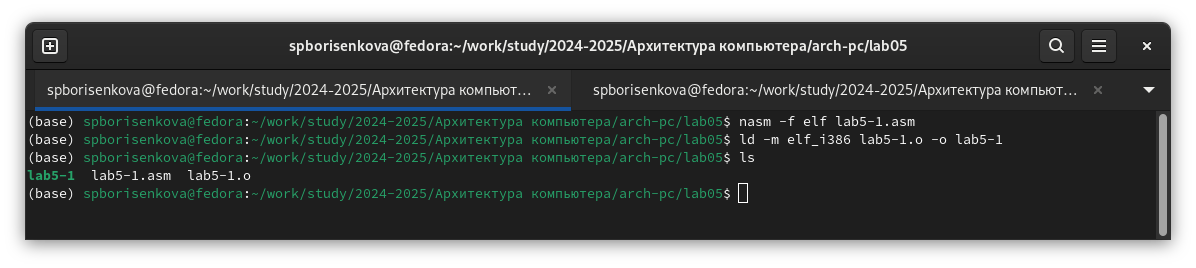 spborisenkova@fedora:~/work/study/2024-2025/Архитектура компьютера/arch-pc/lab05
spborisenkova@fedora:~/work/study/2024-2025/Архитектура компьют... × spborisenkova@fedora:~/work/study/2024-2025/Архитектура компьют... ×
(base) spborisenkova@fedora:~/work/study/2024-2025/Архитектура компьютера/arch-pc/lab05$ nasm -f elf lab5-1.asm
(base) spborisenkova@fedora:~/work/study/2024-2025/Архитектура компьютера/arch-pc/lab05$ ld -m elf_i386 lab5-1.o -o lab5-1
(base) spborisenkova@fedora:~/work/study/2024-2025/Архитектура компьютера/arch-pc/lab05$ ls
lab5-1  lab5-1.asm  lab5-1.o
(base) spborisenkova@fedora:~/work/study/2024-2025/Архитектура компьютера/arch-pc/lab05$